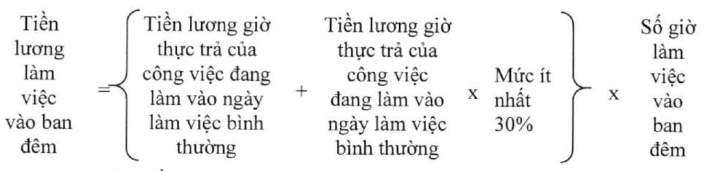 Tiền lương làm việc vào ban đêm
=
{
Tiền lương giờ thực trả của công việc đang làm vào ngày làm việc bình thường
+
Tiền lương giờ thực trả của công việc đang làm vào ngày làm việc bình thường
x
Mức ít nhất 30%
}
x
Số giờ làm việc vào ban đêm